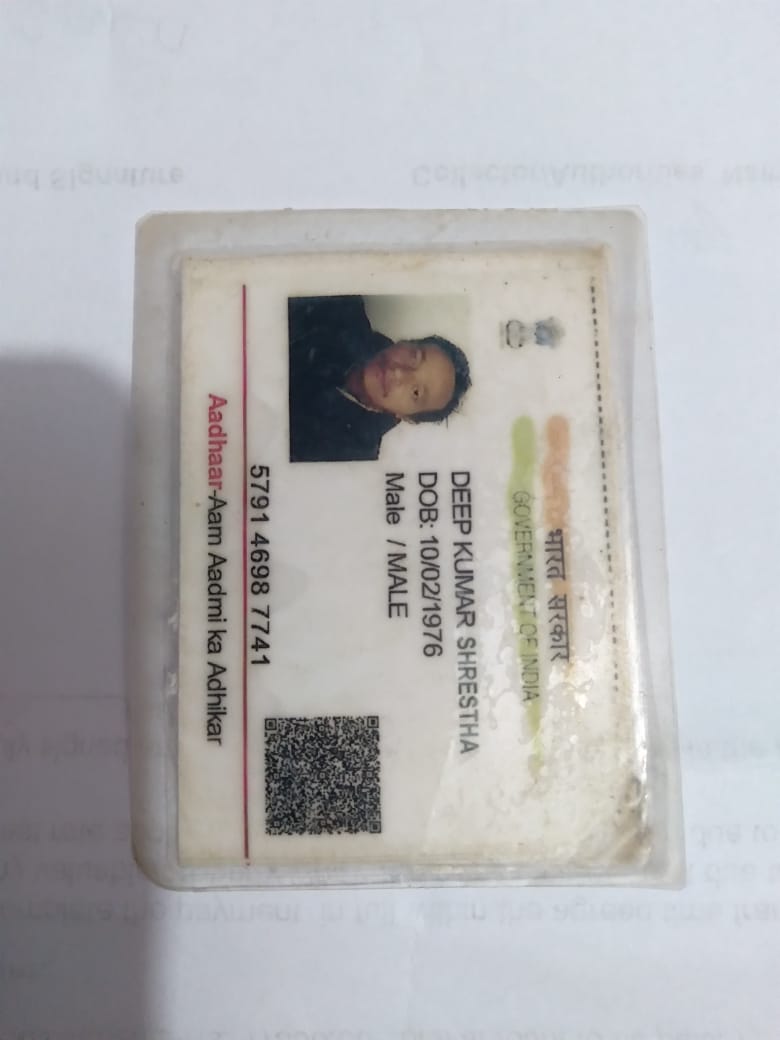 भारत सरकार
GOVERNMENT OF INDIA
DEEP KUMAR SHRESTHA
DOB: 10/02/1976
Male / MALE
5791 4698 7741
Aadhaar-Aam Aadmi ka Adhikar